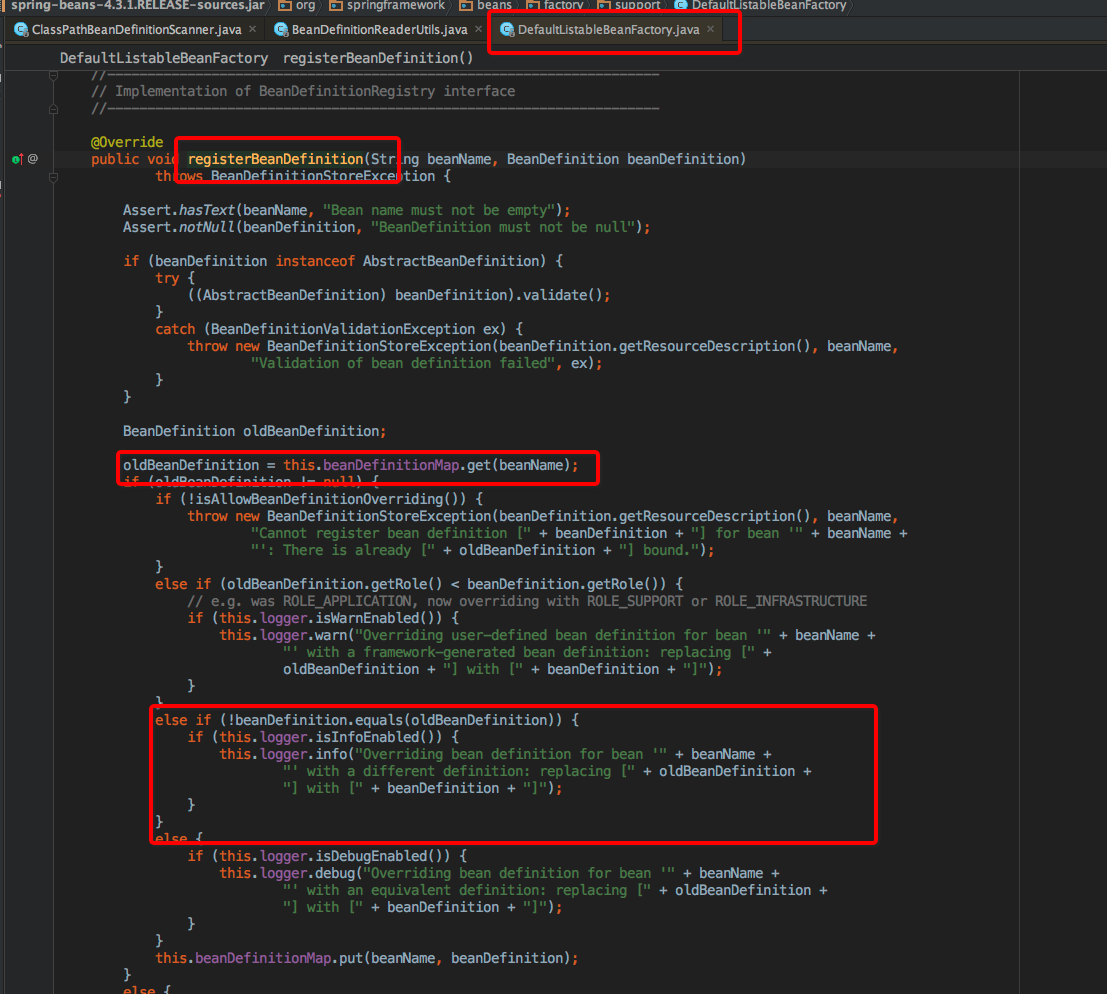 spring-beans-4.3.1.RELEASE-sources.jar org springframework beans factory support DefaultListableBeanFactory
ClassPathBeanDefinitionScanner.java × BeanDefinitionReaderUtils.java × DefaultListableBeanFactory.java ×
DefaultListableBeanFactory registerBeanDefinition()
//---------------------------------------------------------------------
// Implementation of BeanDefinitionRegistry interface
//---------------------------------------------------------------------
@Override
public void registerBeanDefinition(String beanName, BeanDefinition beanDefinition)
throws BeanDefinitionStoreException {
Assert.hasText(beanName, "Bean name must not be empty");
Assert.notNull(beanDefinition, "BeanDefinition must not be null");
if (beanDefinition instanceof AbstractBeanDefinition) {
try {
((AbstractBeanDefinition) beanDefinition).validate();
}
catch (BeanDefinitionValidationException ex) {
throw new BeanDefinitionStoreException(beanDefinition.getResourceDescription(), beanName,
"Validation of bean definition failed", ex);
}
}
BeanDefinition oldBeanDefinition;
oldBeanDefinition = this.beanDefinitionMap.get(beanName);
if (oldBeanDefinition != null) {
if (!isAllowBeanDefinitionOverriding()) {
throw new BeanDefinitionStoreException(beanDefinition.getResourceDescription(), beanName,
"Cannot register bean definition [" + beanDefinition + "] for bean '" + beanName +
"': There is already [" + oldBeanDefinition + "] bound.");
}
else if (oldBeanDefinition.getRole() < beanDefinition.getRole()) {
// e.g. was ROLE_APPLICATION, now overriding with ROLE_SUPPORT or ROLE_INFRASTRUCTURE
if (this.logger.isWarnEnabled()) {
this.logger.warn("Overriding user-defined bean definition for bean '" + beanName +
"' with a framework-generated bean definition: replacing [" +
oldBeanDefinition + "] with [" + beanDefinition + "]");
}
}
else if (!beanDefinition.equals(oldBeanDefinition)) {
if (this.logger.isInfoEnabled()) {
this.logger.info("Overriding bean definition for bean '" + beanName +
"' with a different definition: replacing [" + oldBeanDefinition +
"] with [" + beanDefinition + "]");
}
}
else {
if (this.logger.isDebugEnabled()) {
this.logger.debug("Overriding bean definition for bean '" + beanName +
"' with an equivalent definition: replacing [" + oldBeanDefinition +
"] with [" + beanDefinition + "]");
}
}
this.beanDefinitionMap.put(beanName, beanDefinition);
}
else {